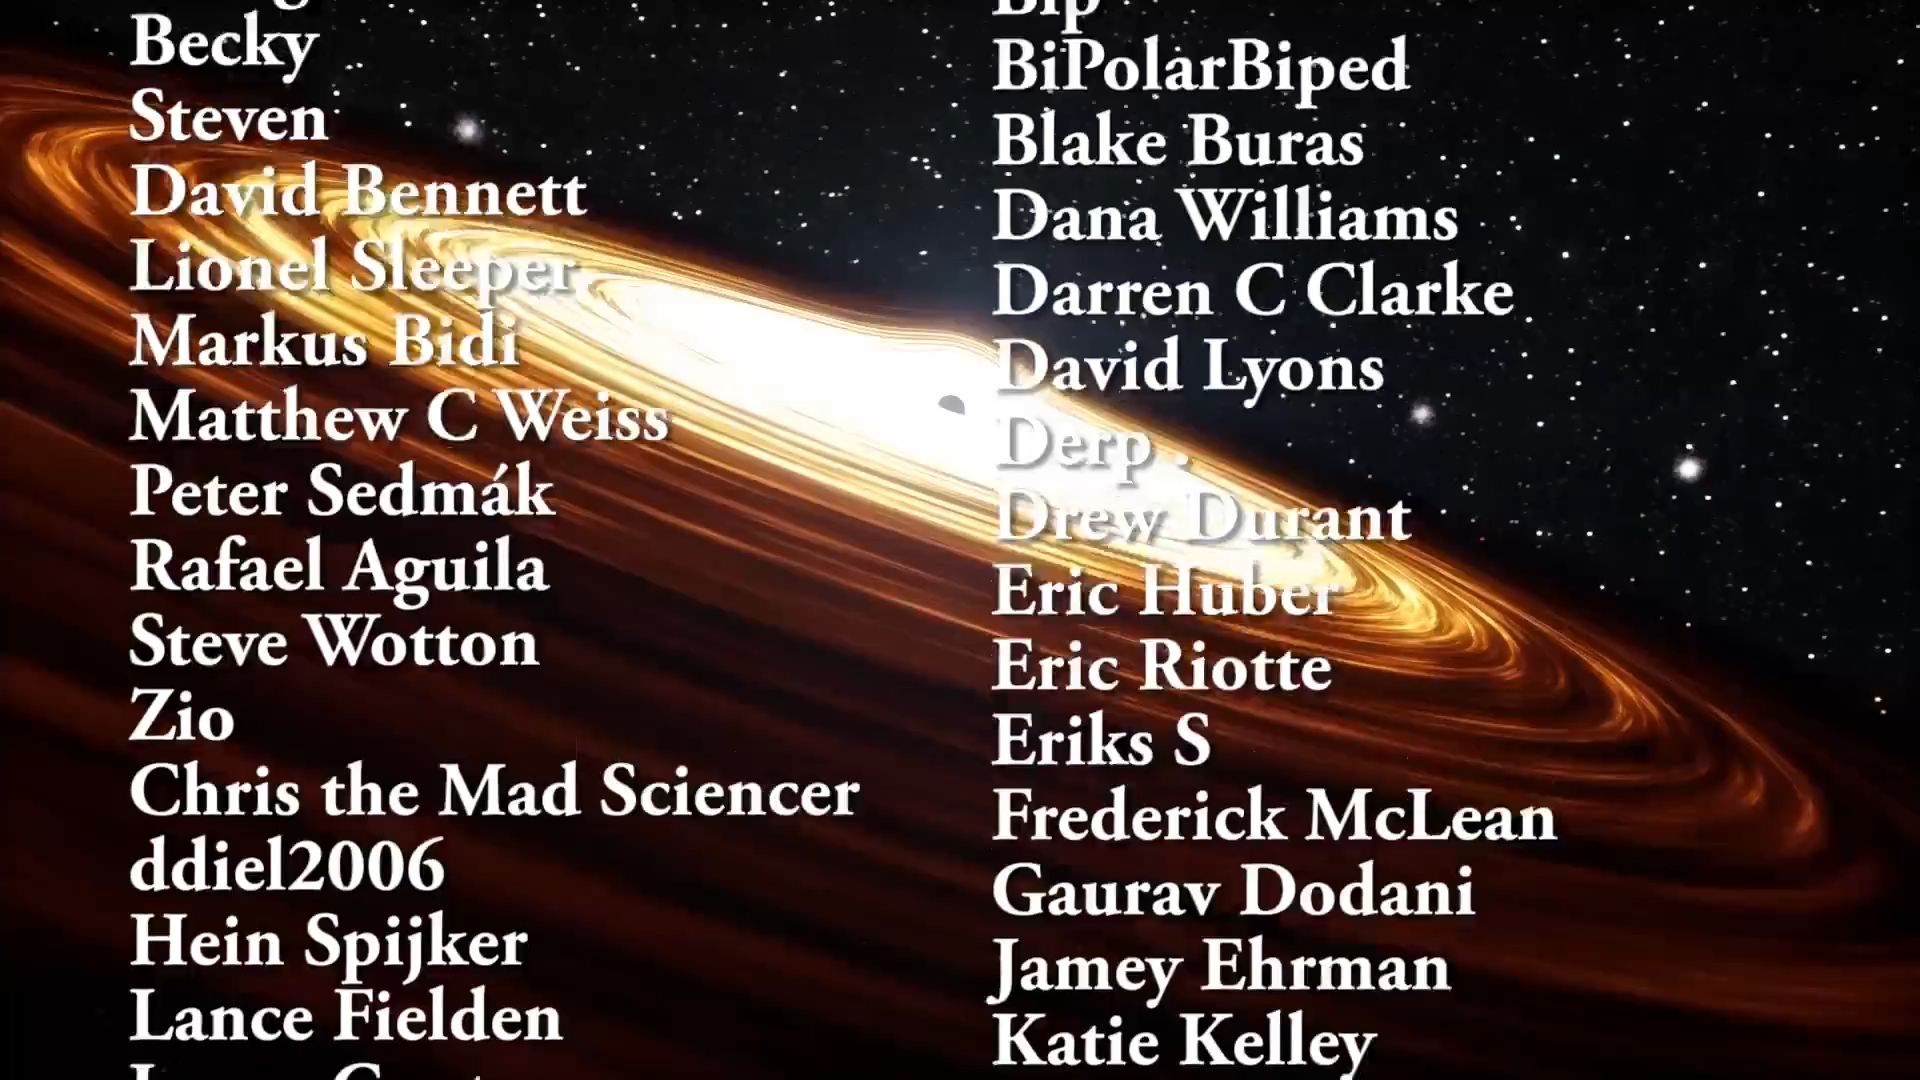 Becky
Steven
David Bennett
Lionel Sleeper
Markus Bidi
Matthew C Weiss
Peter Sedmák
Rafael Aguila
Steve Wotton
Zio
Chris the Mad Sciencer
ddiel2006
Hein Spijker
Lance Fielden
Bip
BiPolarBiped
Blake Buras
Dana Williams
Darren C Clarke
David Lyons
Derp .
Drew Durant
Eric Huber
Eric Riotte
Eriks S
Frederick McLean
Gaurav Dodani
Jamey Ehrman
Katie Kelley